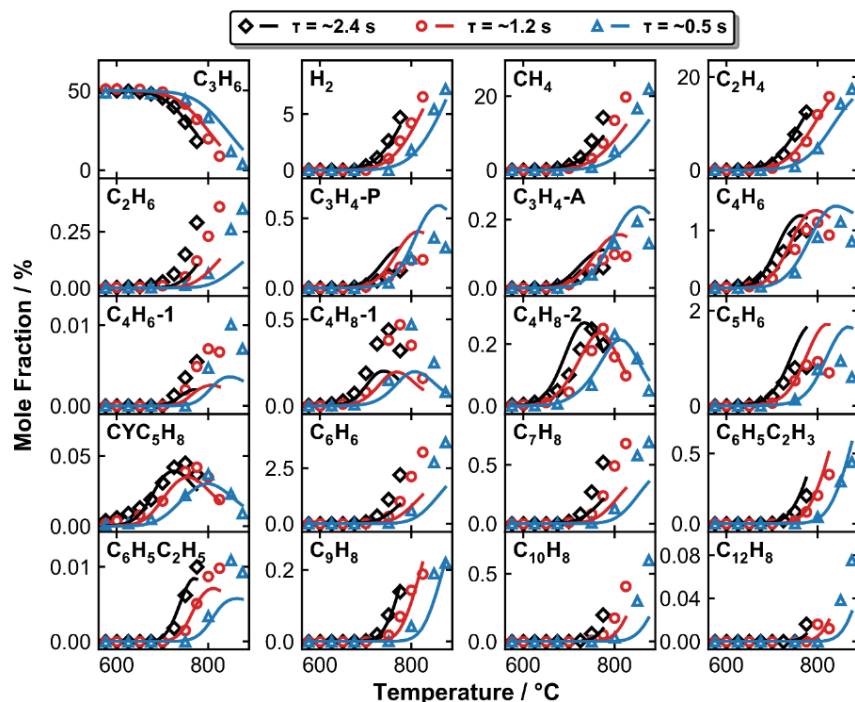 τ = ~2.4 s τ = ~1.2 s τ = ~0.5 s
C₃H₆ H₂ CH₄ C₂H₄
50 0
5 0
20 0
20 0
C₂H₆ C₃H₄-P C₃H₄-A C₄H₆
0.25 0.00
0.5 0.0
0.2 0.0
1 0
C₄H₆-1 C₄H₈-1 C₄H₈-2 C₅H₆
0.01 0.00
0.5 0.0
0.2 0.0
2 0
CYC₅H₈ C₆H₆ C₇H₈ C₆H₅C₂H₃
0.05 0.00
2.5 0.0
0.5 0.0
0.5 0.0
C₆H₅C₂H₅ C₉H₈ C₁₀H₈ C₁₂H₈
0.01 0.00
0.2 0.0
0.5 0.0
0.08 0.04 0.00
600 800 600 800 600 800 600 800
Mole Fraction / %
Temperature / °C